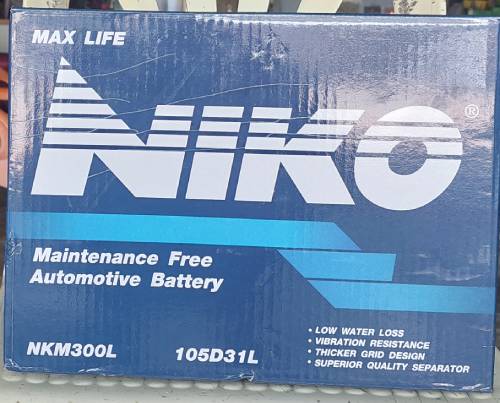 MAX LIFE
NIKO®
Maintenance Free
Automotive Battery
NKM300L 105D31L
• LOW WATER LOSS
• VIBRATION RESISTANCE
• THICKER GRID DESIGN
• SUPERIOR QUALITY SEPARATOR